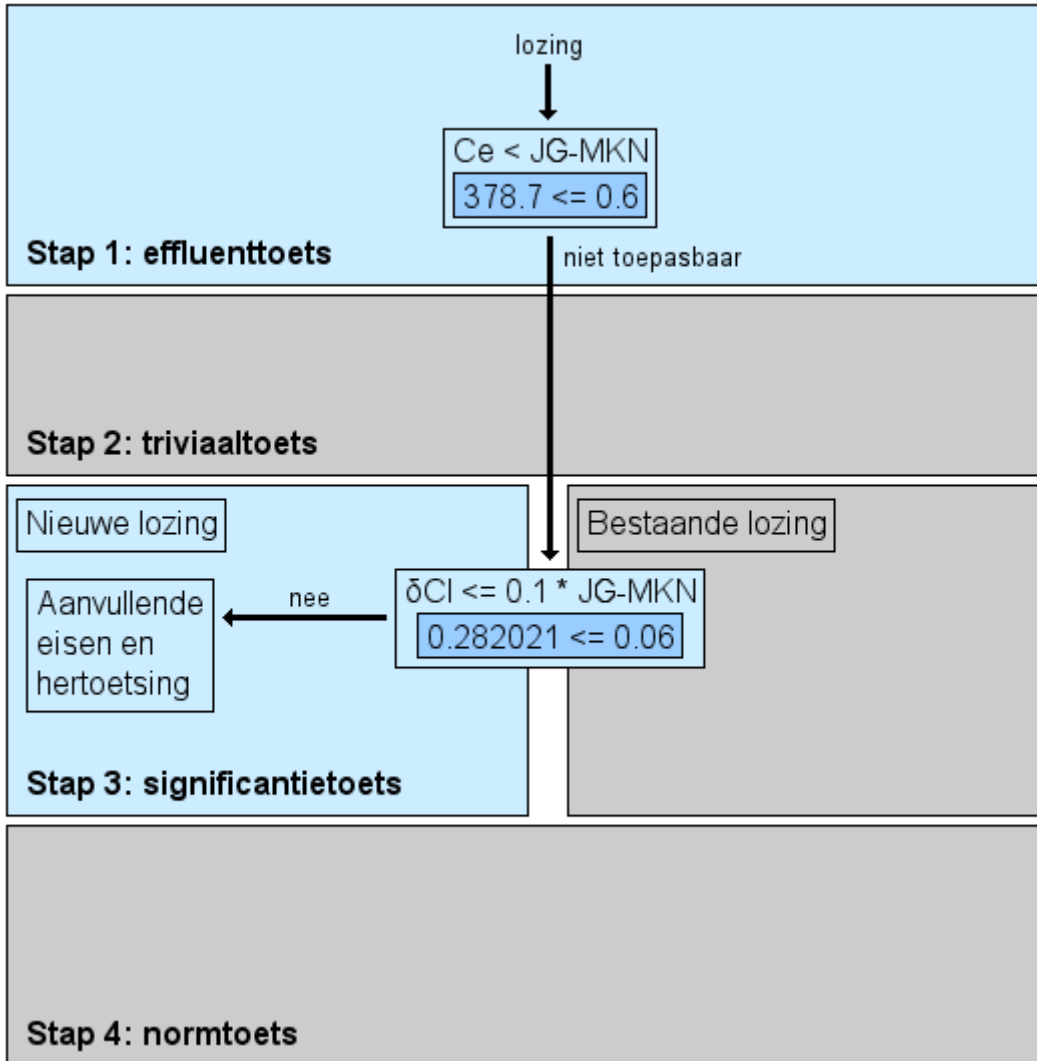 lozing
Ce < JG-MKN
378.7 <= 0.6
Stap 1: effluenttoets
niet toepasbaar
Stap 2: triviaaltoets
Nieuwe lozing
Bestaande lozing
δCl <= 0.1 * JG-MKN
0.282021 <= 0.06
nee
Aanvullende
eisen en
hertoetsing
Stap 3: significantietoets
Stap 4: normtoets